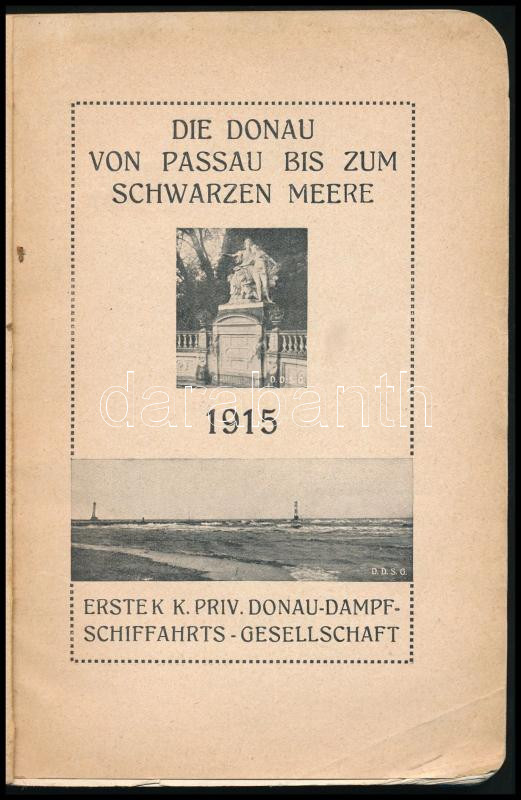 DIE DONAU
VON PASSAU BIS ZUM
SCHWARZEN MEERE
D.D.S.G.
darabanth
1915
D.D.S.G.
ERSTE K K. PRIV. DONAU-DAMPF-
SCHIFFAHRTS-GESELLSCHAFT